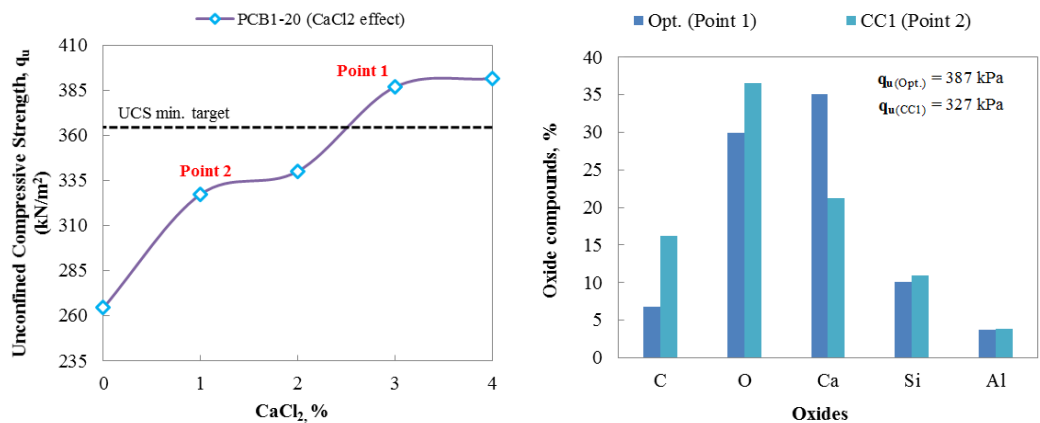 PCB1-20 (CaCl2 effect)
Unconfined Compressive Strength, qu
(kN/m2)
410
385
360
335
310
285
260
235
Point 1
UCS min. target
Point 2
0 1 2 3 4
CaCl2, %
Opt. (Point 1) CC1 (Point 2)
Oxide compounds, %
40
35
30
25
20
15
10
5
0
qu(Opt.) = 387 kPa
qu(CC1) = 327 kPa
C O Ca Si Al
Oxides